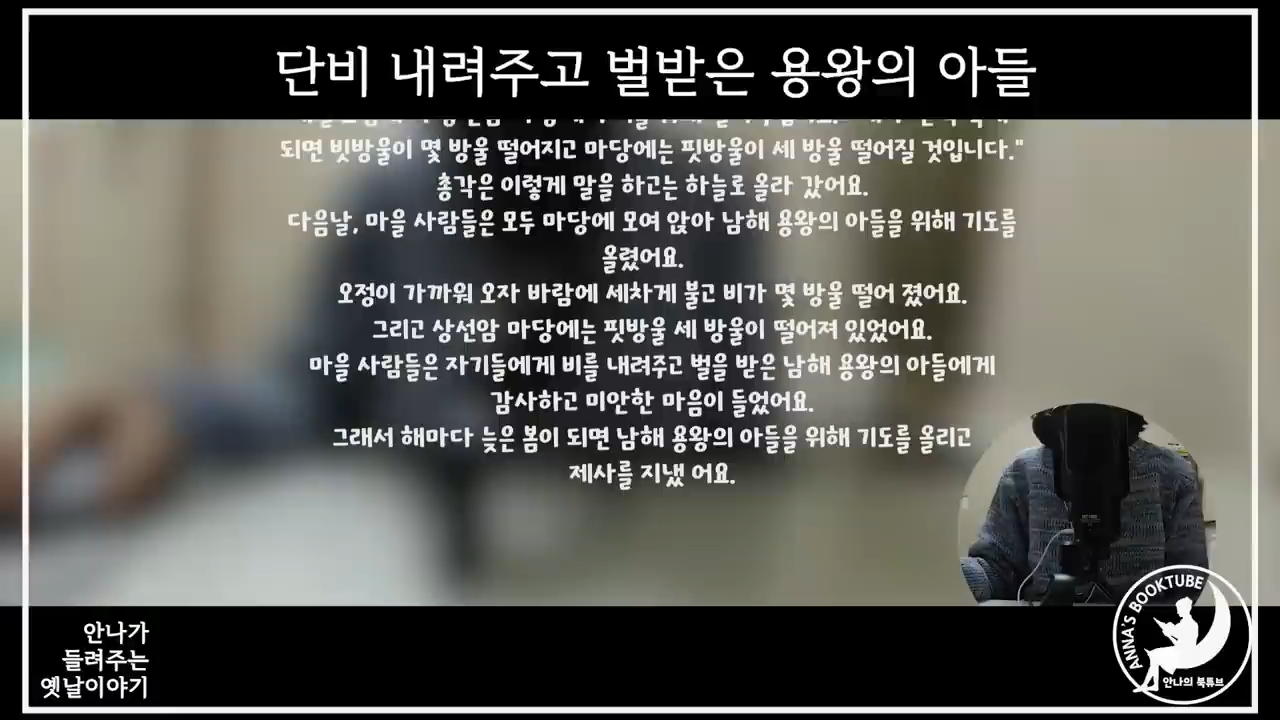 단비 내려주고 벌받은 용왕의 아들
되면 빗방울이 몇 방울 떨어지고 마당에는 핏방울이 세 방울 떨어질 것입니다."
총각은 이렇게 말을 하고는 하늘로 올라 갔어요.
다음날, 마을 사람들은 모두 마당에 모여 앉아 남해 용왕의 아들을 위해 기도를
올렸어요.
오정이 가까워 오자 바람에 세차게 불고 비가 몇 방울 떨어 졌어요.
그리고 상선암 마당에는 핏방울 세 방울이 떨어져 있었어요.
마을 사람들은 자기들에게 비를 내려주고 벌을 받은 남해 용왕의 아들에게
감사하고 미안한 마음이 들었어요.
그래서 해마다 늦은 봄이 되면 남해 용왕의 아들을 위해 기도를 올리고
제사를 지냈 어요.
안나가
들려주는
옛날이야기
ANNA'S BOOKTUBE
안나의 북튜브